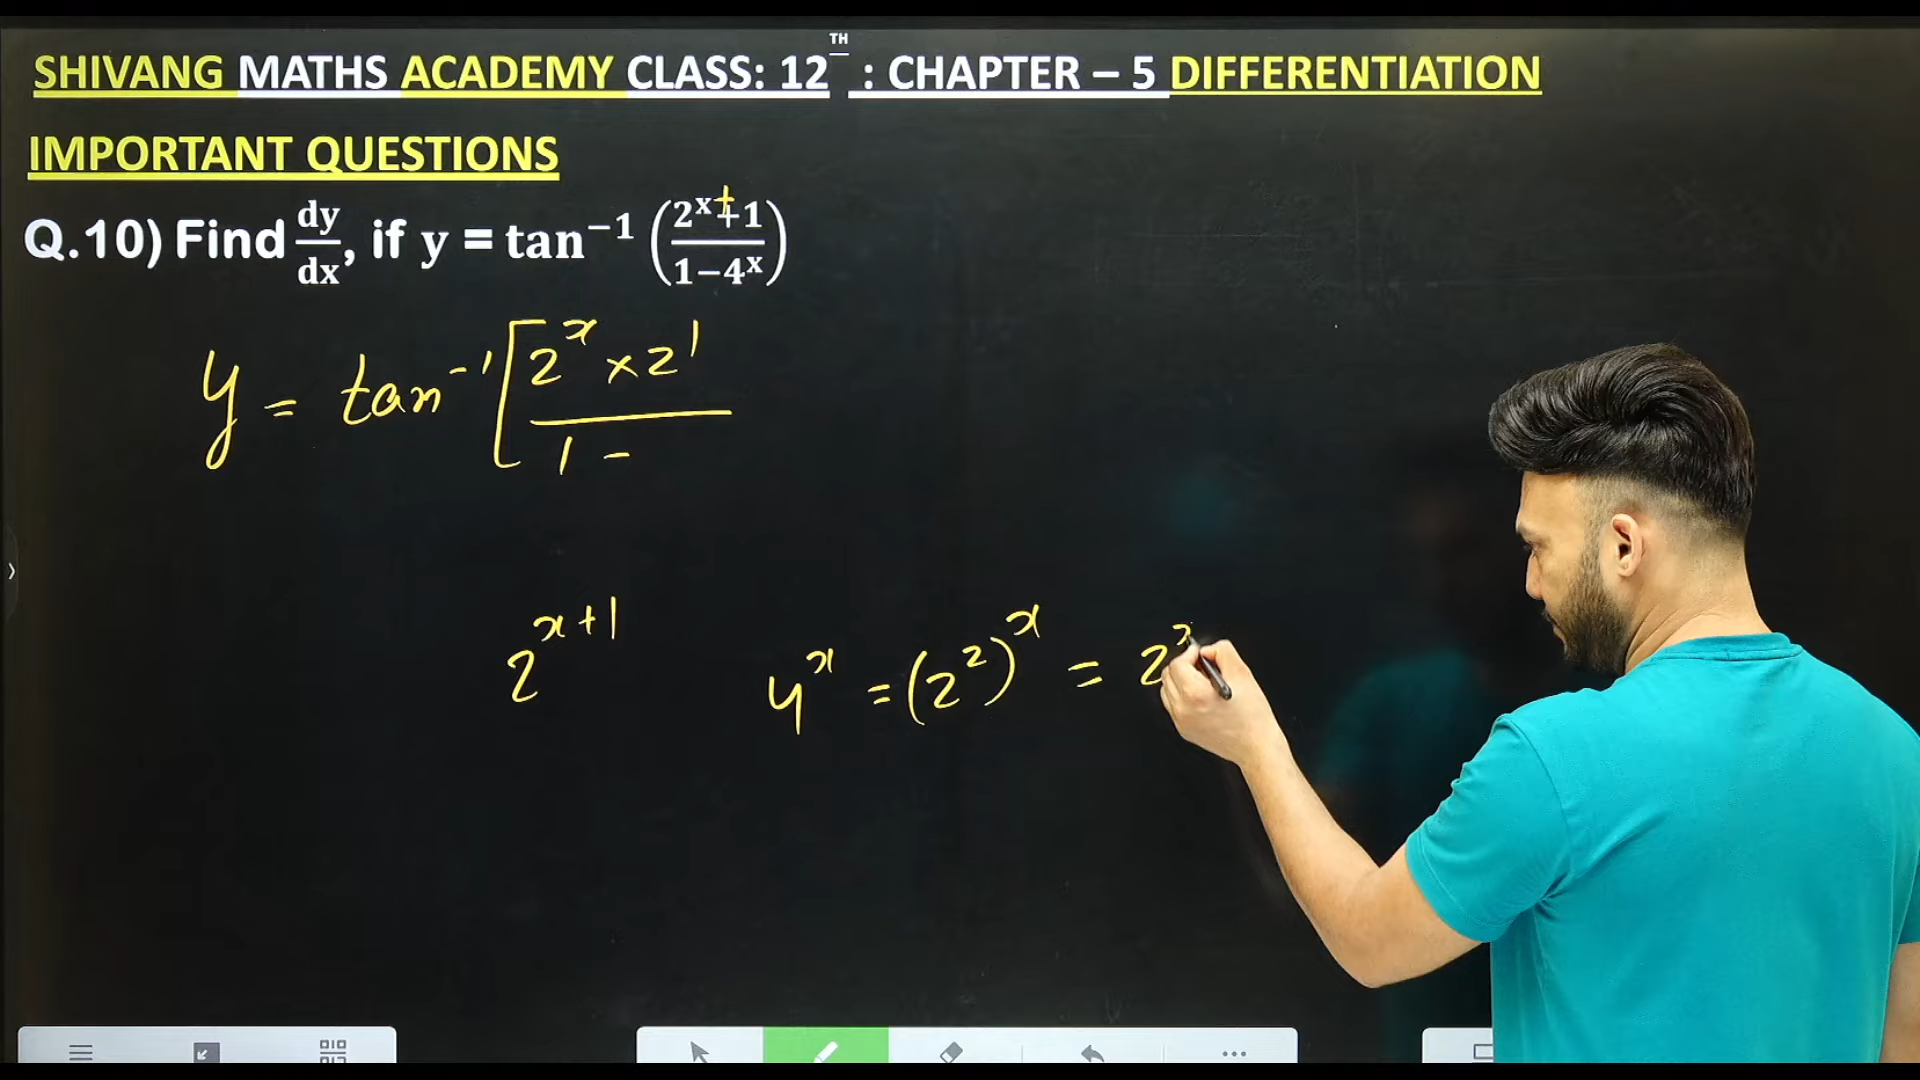 SHIVANG MATHS ACADEMY CLASS: 12TH : CHAPTER – 5 DIFFERENTIATION
IMPORTANT QUESTIONS
Q.10) Find dy/dx, if y = tan⁻¹ (2ˣ⁺¹/1−4ˣ)
y = tan⁻¹ [2ˣ × 2¹/1 −
2ˣ⁺¹ 4ˣ = (2²)ˣ = 2